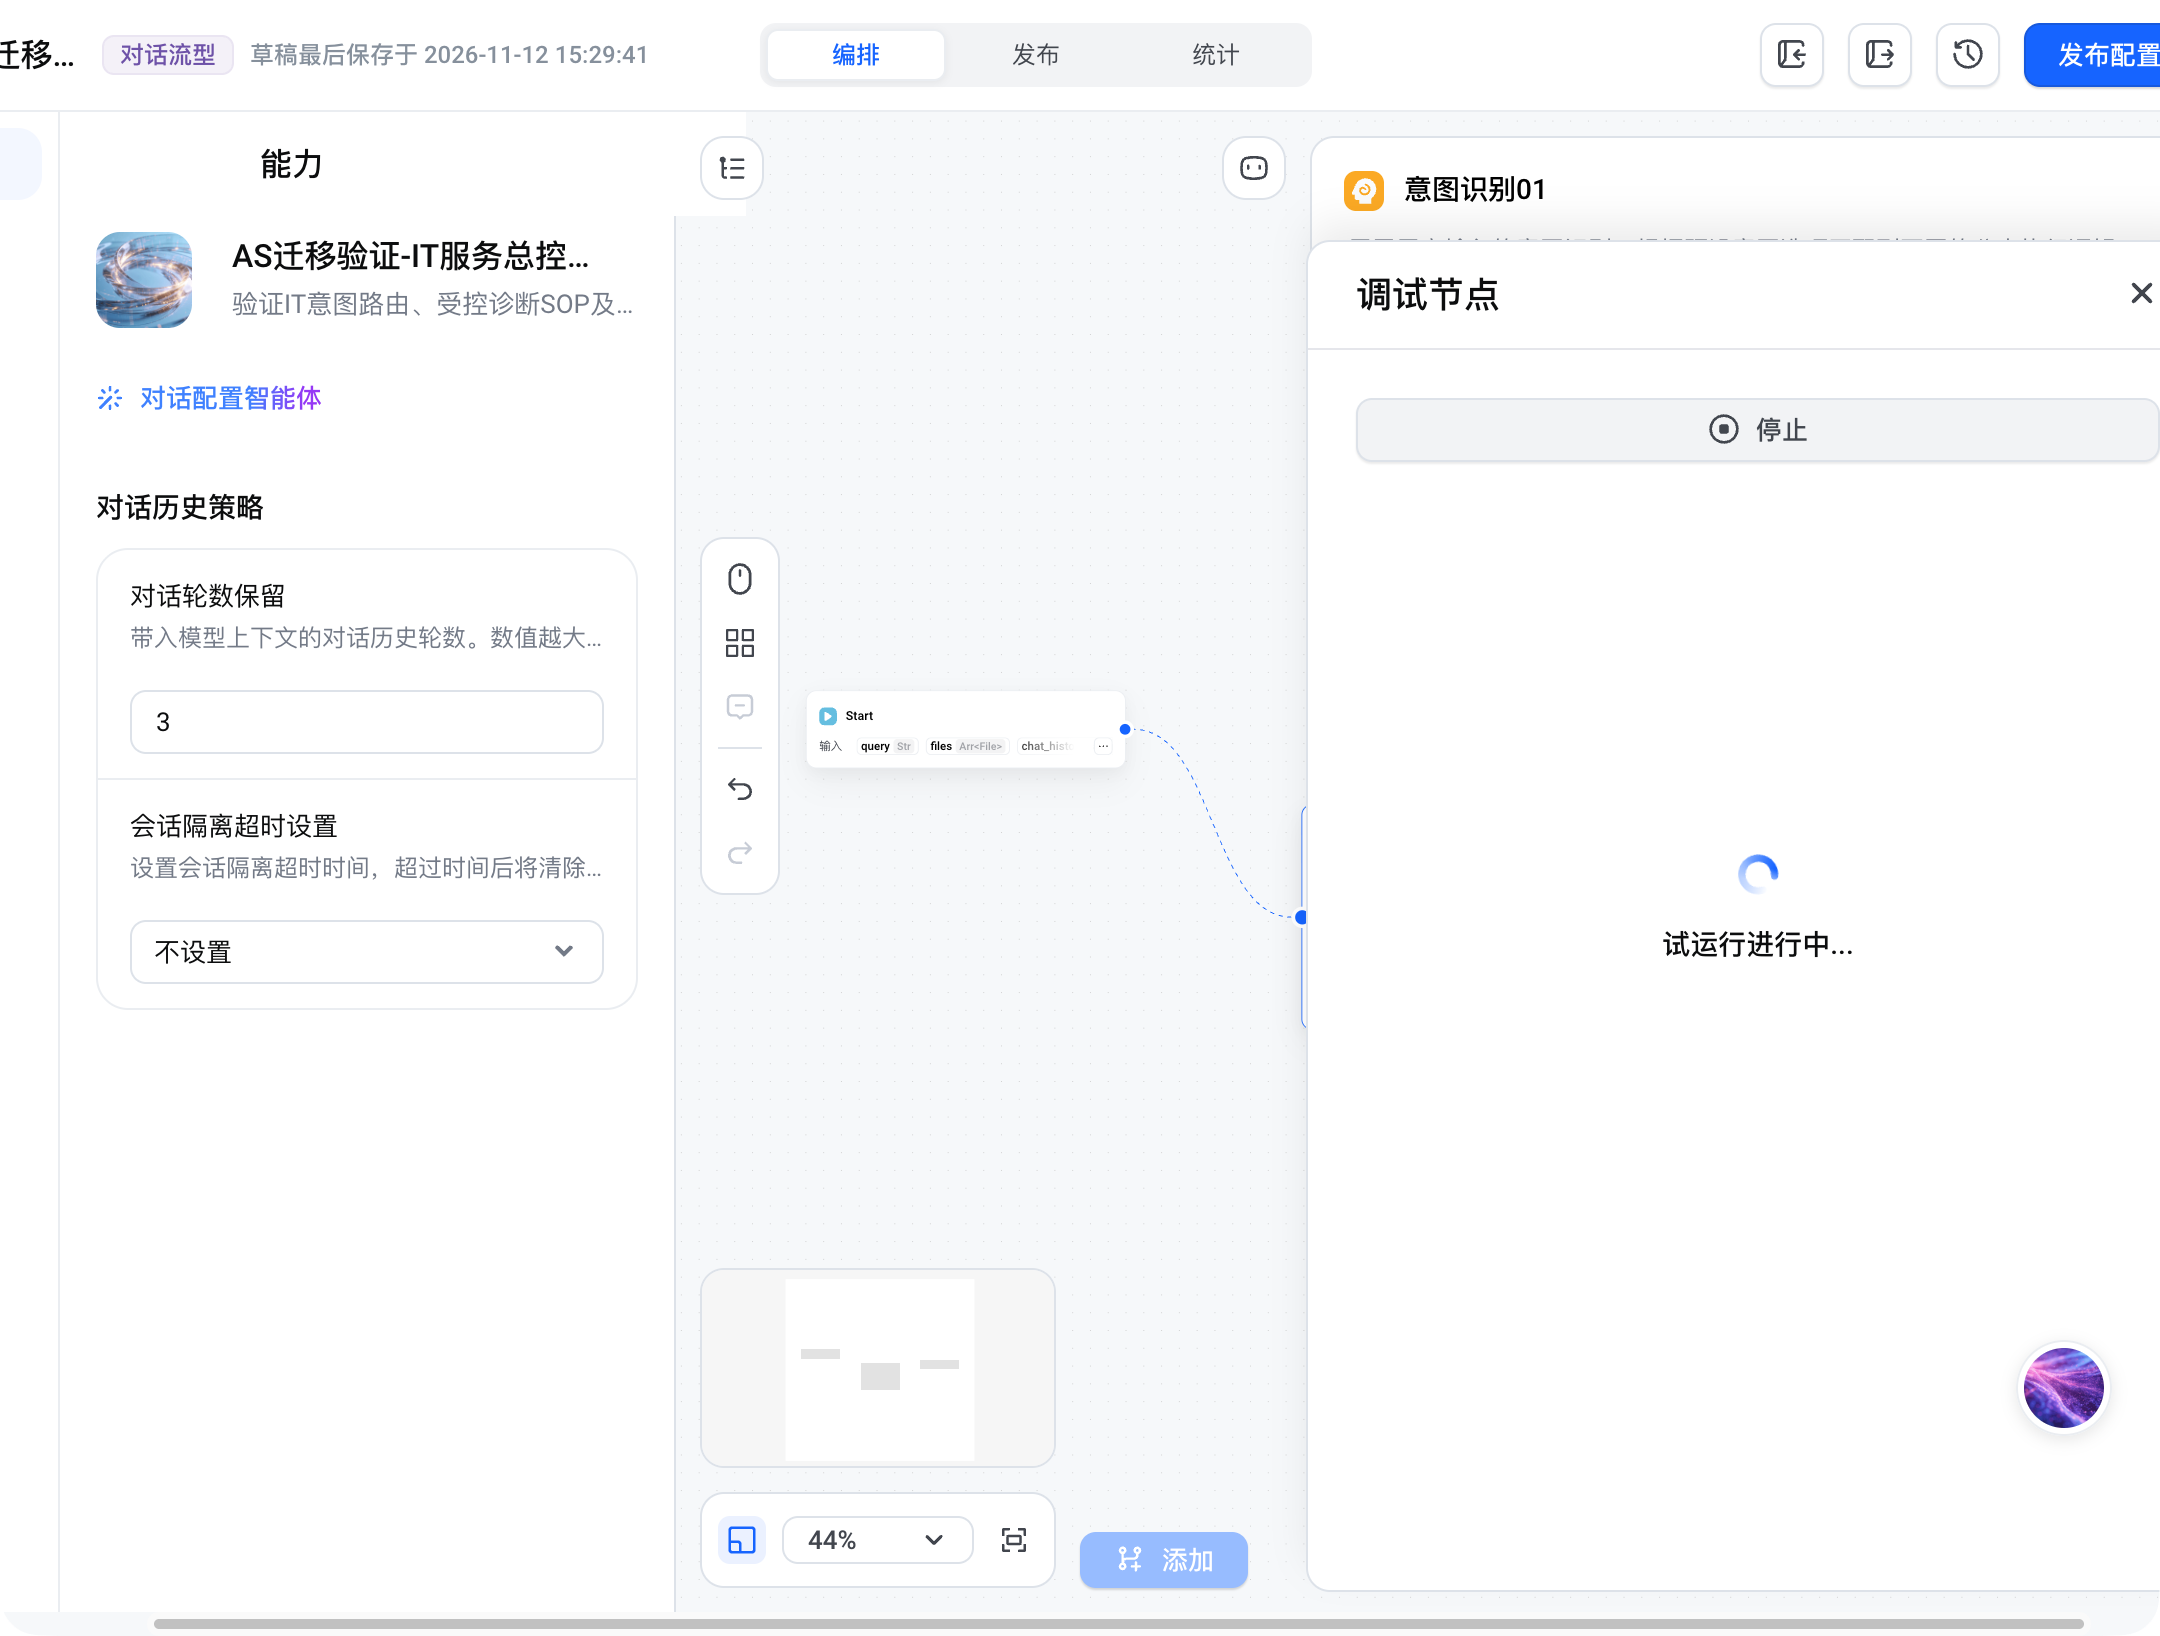 迁移...
对话流型
草稿最后保存于 2026-11-12 15:29:41
编排
发布
统计
发布配置
能力
AS迁移验证-IT服务总控...
验证IT意图路由、受控诊断SOP及...
对话配置智能体
对话历史策略
对话轮数保留
带入模型上下文的对话历史轮数。数值越大...
3
会话隔离超时设置
设置会话隔离超时时间，超过时间后将清除...
不设置
Start
输入 query Str files Arr<File> chat_hist ...
44%
添加
意图识别01
调试节点
停止
试运行进行中...